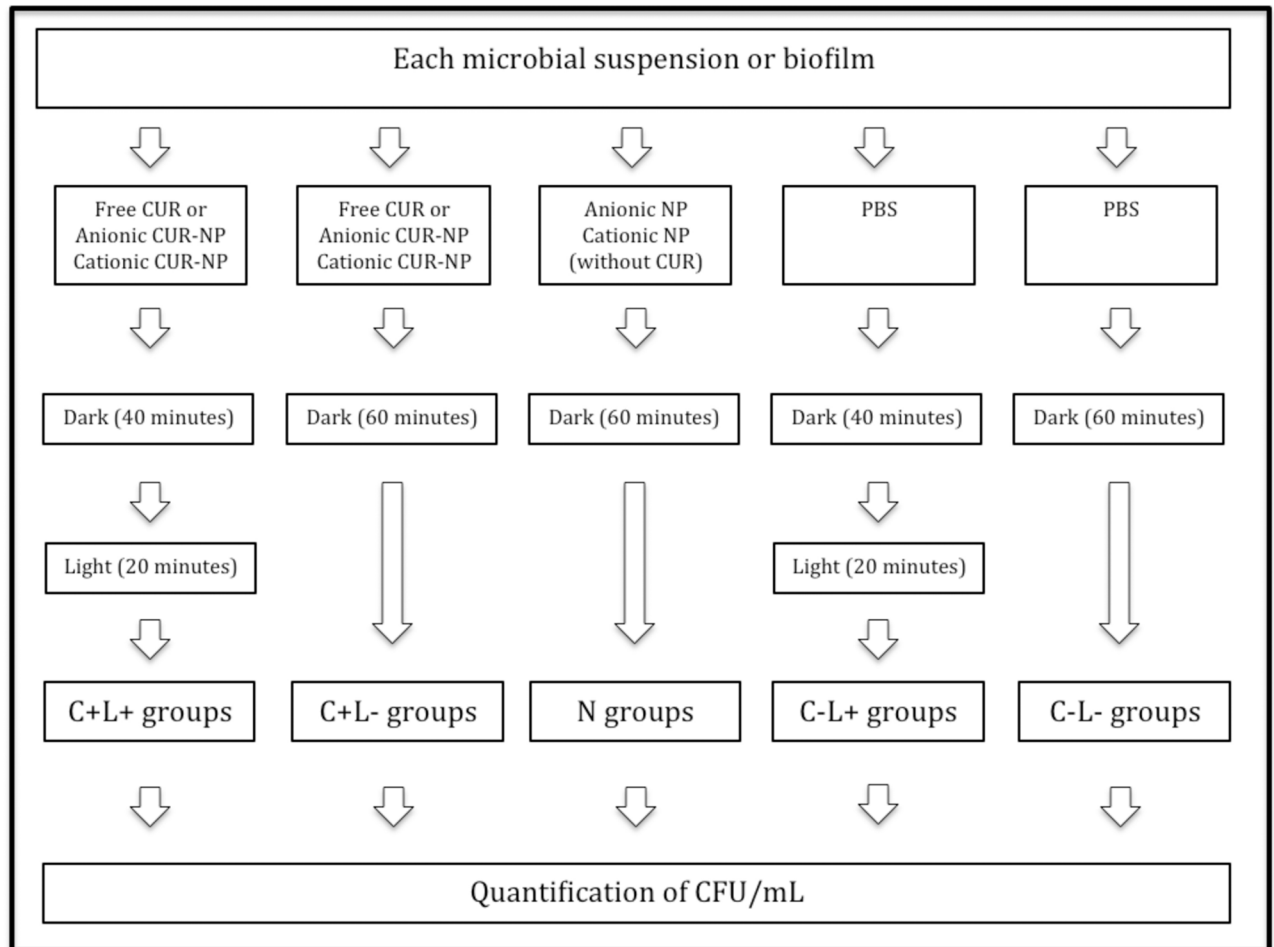 Each microbial suspension or biofilm
Free CUR or
Anionic CUR-NP
Cationic CUR-NP
Free CUR or
Anionic CUR-NP
Cationic CUR-NP
Anionic NP
Cationic NP
(without CUR)
PBS
PBS
Dark (40 minutes)
Dark (60 minutes)
Dark (60 minutes)
Dark (40 minutes)
Dark (60 minutes)
Light (20 minutes)
Light (20 minutes)
C+L+ groups
C+L- groups
N groups
C-L+ groups
C-L- groups
Quantification of CFU/mL